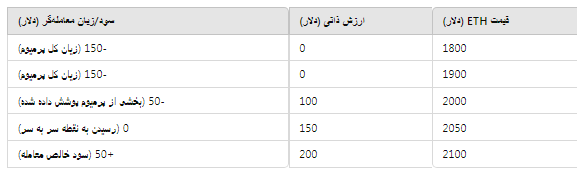 قیمت ETH (دلار) ارزش ذاتی (دلار) سود/زیان معامله‌گر (دلار)
1800 0 -150 (زیان کل پرمیوم)
1900 0 -150 (زیان کل پرمیوم)
2000 100 -50 (بخشی از پرمیوم پوشش داده شده)
2050 150 0 (رسیدن به نقطه سر به سر)
2100 200 +50 (سود خالص معامله)